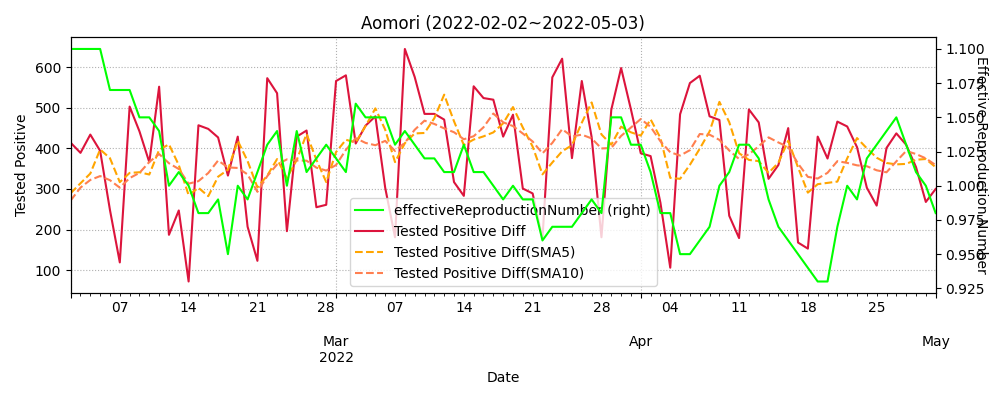 Aomori (2022-02-02~2022-05-03)
Tested Positive
600
500
400
300
200
100
1.100
1.075
1.050
1.025
1.000
0.975
0.950
0.925
Effective Reproduction Number
effectiveReproductionNumber (right)
Tested Positive Diff
Tested Positive Diff(SMA5)
Tested Positive Diff(SMA10)
07 14 21 28 07 14 21 28 04 11 18 25
Mar Apr May
2022
Date